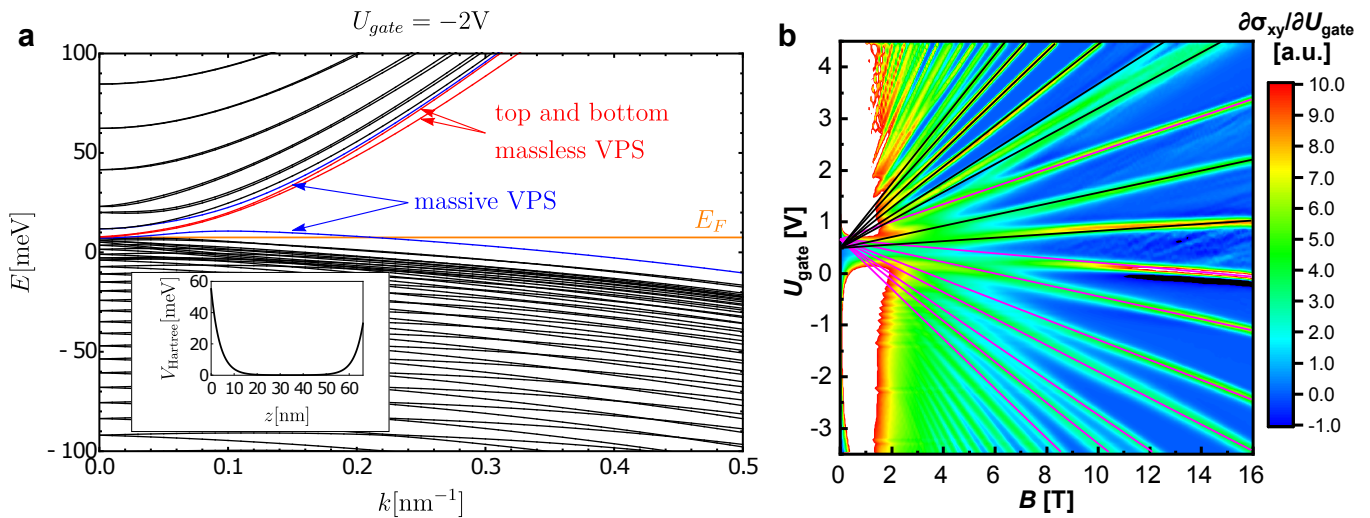 U_gate = −2V
a
100
50
0
- 50
- 100
E[meV]
0.0
0.1
0.2
0.3
0.4
0.5
k[nm⁻¹]
top and bottom
massless VPS
massive VPS
E_F
60
40
20
0
V_Hartree[meV]
0 10 20 30 40 50 60
z[nm]
b
∂σ_xy/∂U_gate
[a.u.]
4
3
2
1
0
-1
-2
-3
U_gate [V]
0 2 4 6 8 10 12 14 16
B [T]
10.0
9.0
8.0
7.0
6.0
5.0
4.0
3.0
2.0
1.0
0.0
-1.0